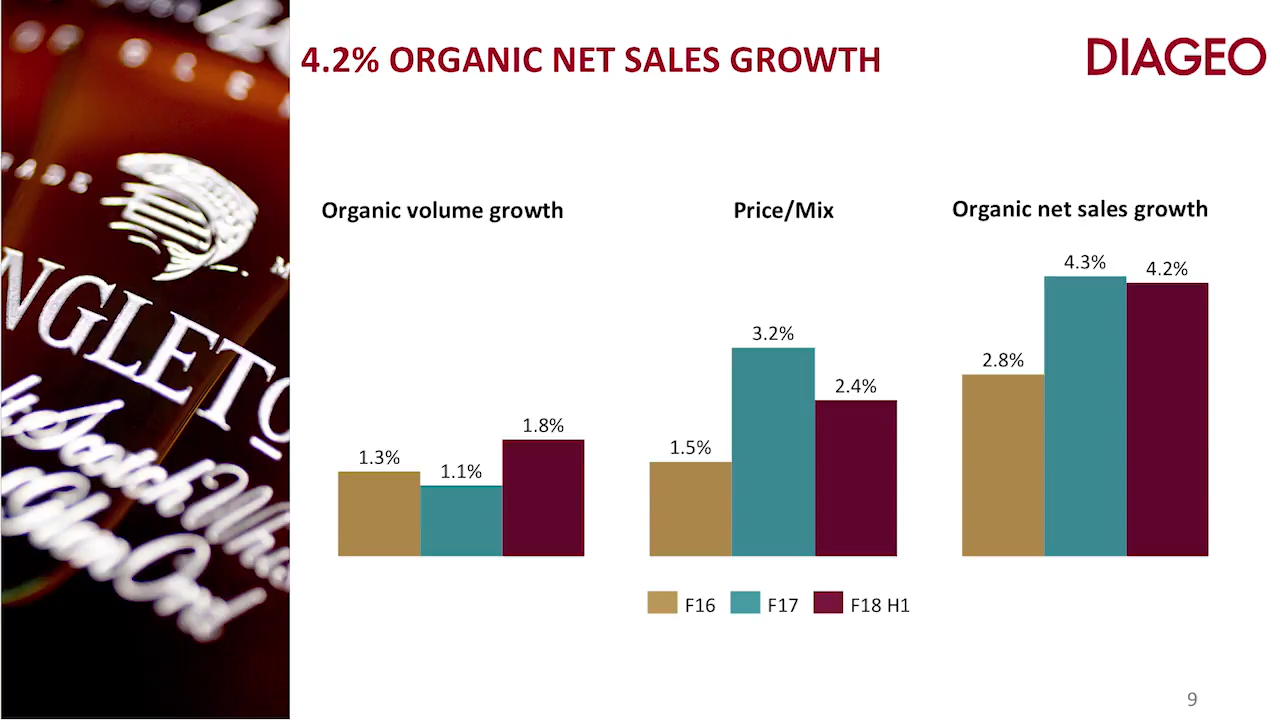 4.2% ORGANIC NET SALES GROWTH
DIAGEO
Organic volume growth
1.3%
1.1%
1.8%
Price/Mix
1.5%
3.2%
2.4%
Organic net sales growth
2.8%
4.3%
4.2%
F16 F17 F18 H1
9
NGLETO